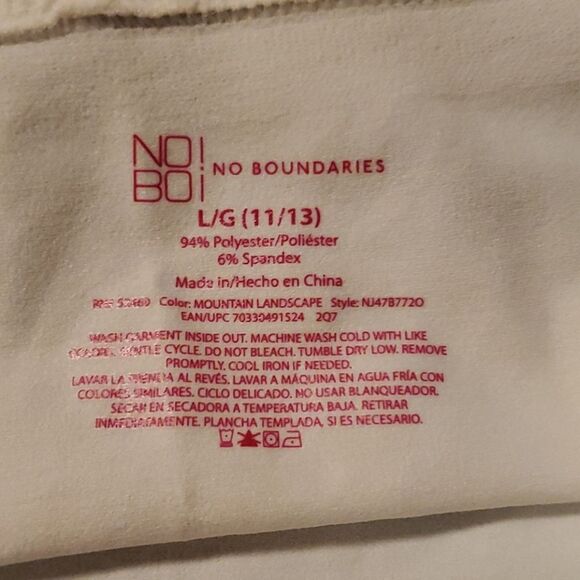 NO!
BO!
NO BOUNDARIES
L/G (11/13)
94% Polyester/Poliéster
6% Spandex
Made in/Hecho en China
Color: MOUNTAIN LANDSCAPE Style: NJ47B772O
EAN/UPC 70330491524 2Q7
WASH GARMENT INSIDE OUT. MACHINE WASH COLD WITH LIKE
COLORS. GENTLE CYCLE. DO NOT BLEACH. TUMBLE DRY LOW. REMOVE
PROMPTLY. COOL IRON IF NEEDED.
LAVAR LA PRENDA AL REVÉS. LAVAR A MÁQUINA EN AGUA FRÍA CON
COLORES SIMILARES. CICLO DELICADO. NO USAR BLANQUEADOR.
SECAR EN SECADORA A TEMPERATURA BAJA. RETIRAR
INMEDIATAMENTE. PLANCHA TEMPLADA, SI ES NECESARIO.